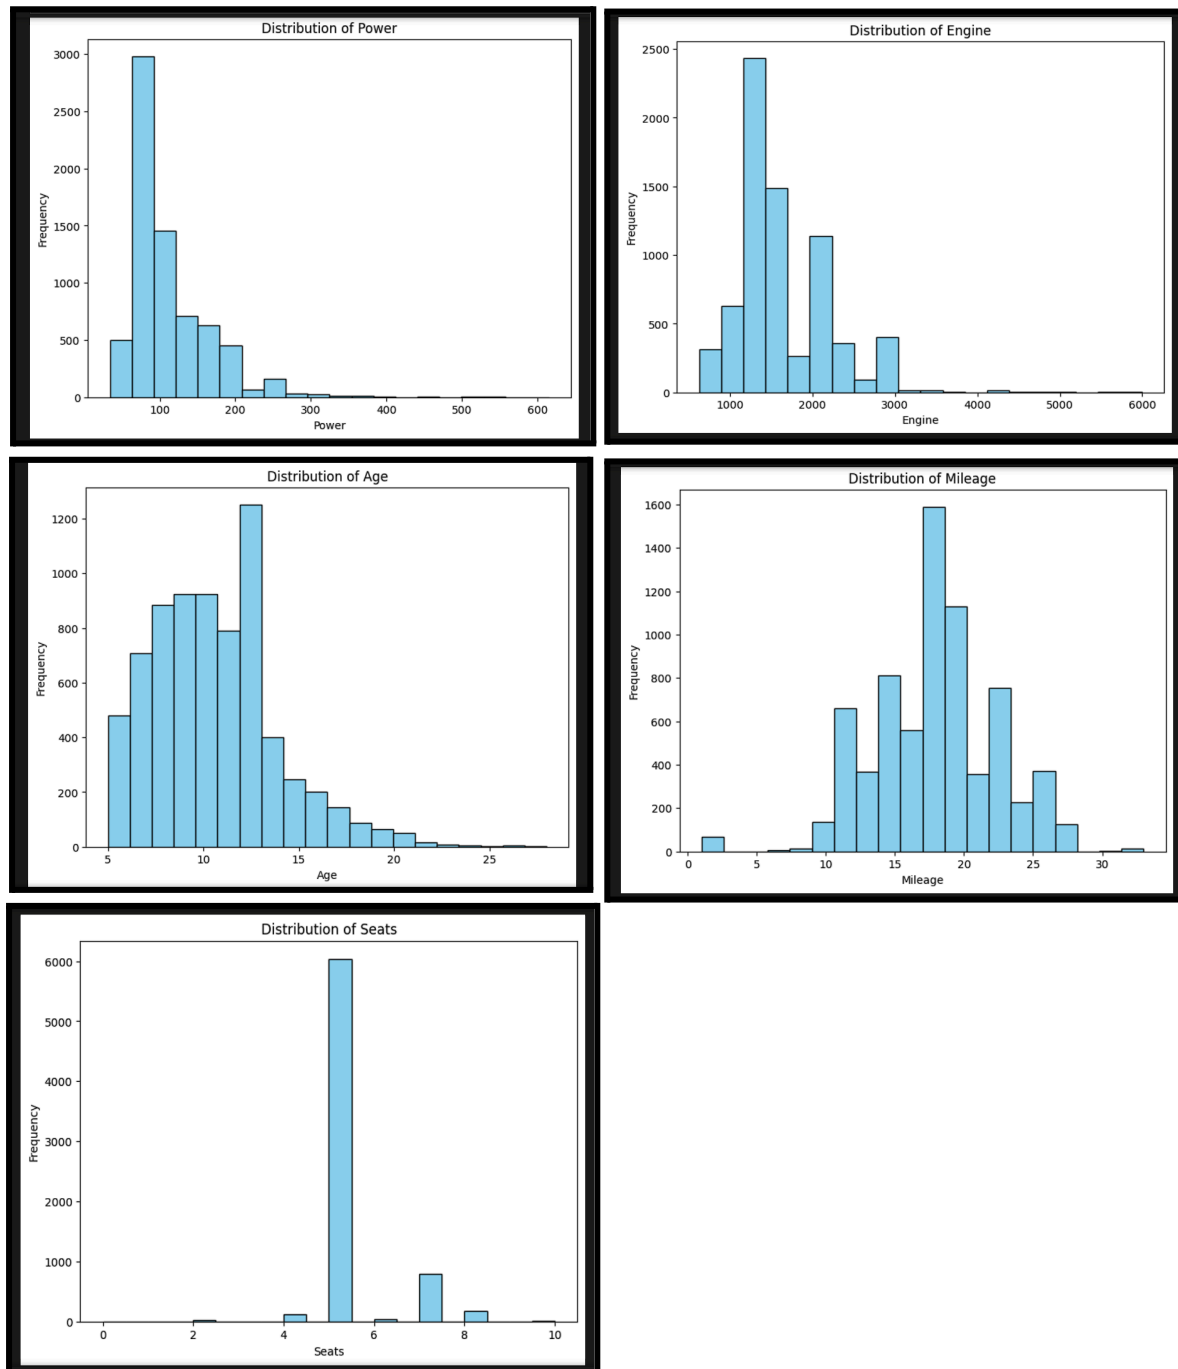 Distribution of Power
3000
2500
2000
1500
1000
500
0
Frequency
100 200 300 400 500 600
Power
Distribution of Engine
2500
2000
1500
1000
500
0
Frequency
1000 2000 3000 4000 5000 6000
Engine
Distribution of Age
1200
1000
800
600
400
200
0
Frequency
5 10 15 20 25
Age
Distribution of Mileage
1600
1400
1200
1000
800
600
400
200
0
Frequency
0 5 10 15 20 25 30
Mileage
Distribution of Seats
6000
5000
4000
3000
2000
1000
0
Frequency
0 2 4 6 8 10
Seats